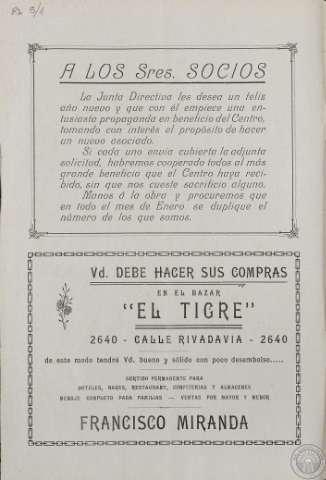 A LOS Sres. SOCIOS
La Junta Directiva les desea un feliz
año nuevo y que con él empiece una en-
tusiasta propaganda en beneficio del Centro,
tomando con interés el propósito de hacer
un nuevo asociado.
Si cada uno envía cubierta la adjunta
solicitud, habremos cooperado todos al más
grande beneficio que el Centro haya reci-
bido, sin que nos cueste sacrificio alguno.
Manos á la obra y procuremos que
en todo el mes de Enero se duplique el
número de los que somos.
Vd. DEBE HACER SUS COMPRAS
EN EL BAZAR
"EL TIGRE"
2640 - CALLE RIVADAVIA - 2640
de este modo tendrá Vd. bueno y sólido con poco desembolso.....
SURTIDO PERMANENTE PARA
HOTELES, BARES, RESTAURANT, CONFITERIAS Y ALMACENES
MENAJE COMPLETO PARA FAMILIAS — VENTAS POR MAYOR Y MENOR
FRANCISCO MIRANDA